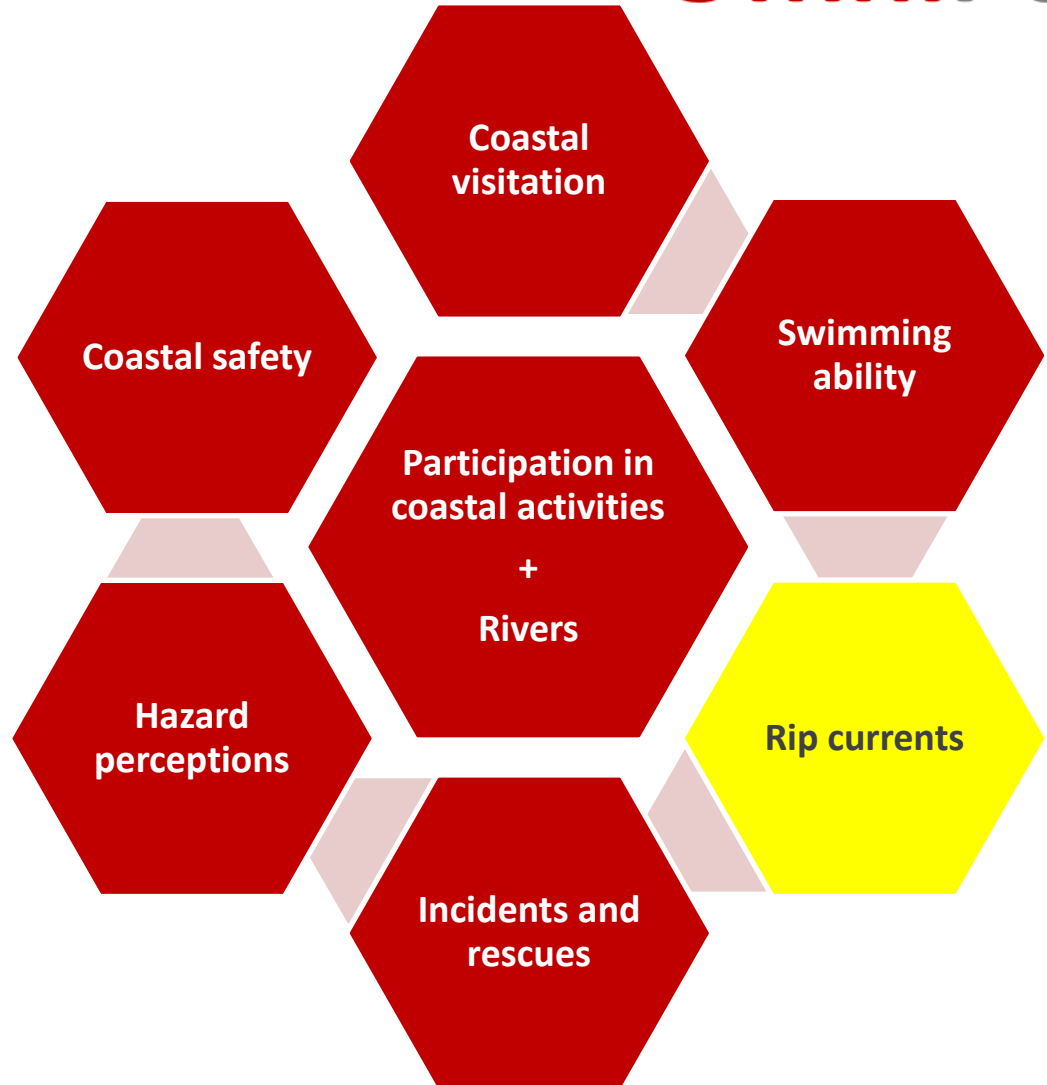 Coastal
visitation
Swimming
ability
Coastal safety
Participation in
coastal activities
+
Rivers
Hazard
perceptions
Rip currents
Incidents and
rescues